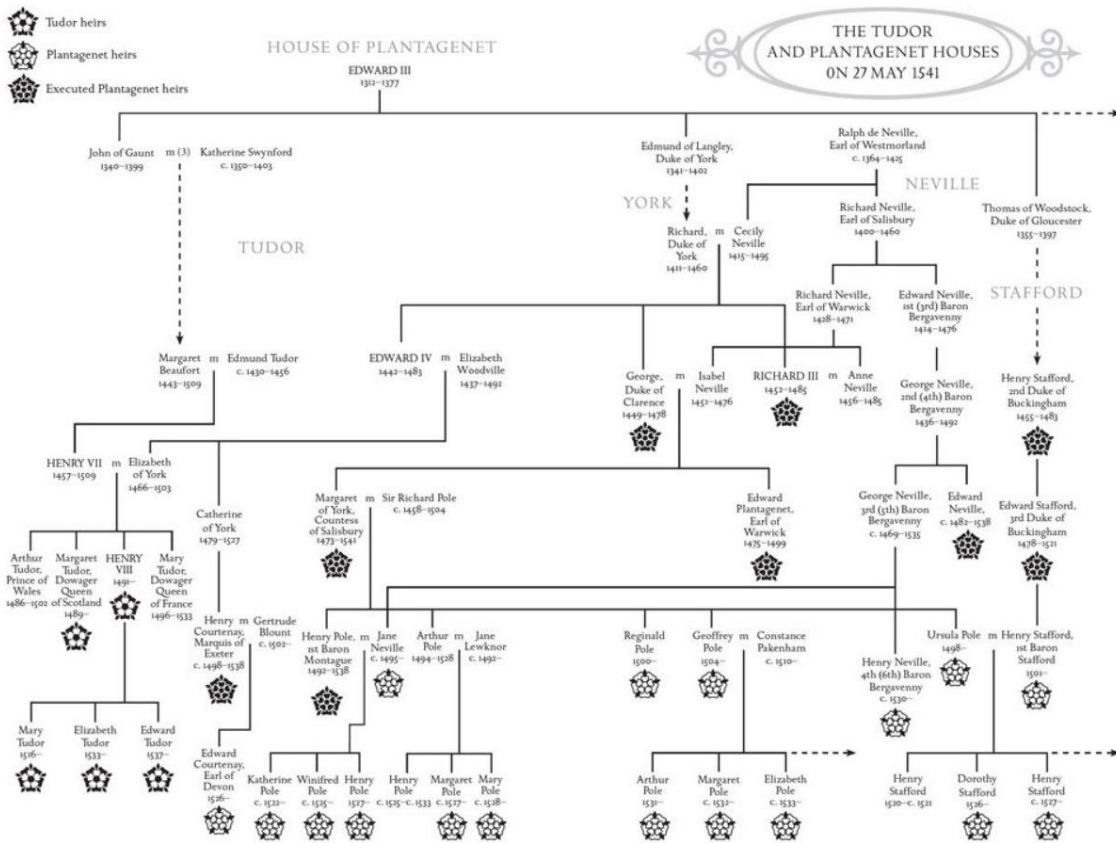 Tudor heirs
Plantagenet heirs
Executed Plantagenet heirs
THE TUDOR
AND PLANTAGENET HOUSES
ON 27 MAY 1541
HOUSE OF PLANTAGENET
EDWARD III
1312–1377
John of Gaunt
1340–1399
m (3)
Katherine Swynford
c. 1350–1403
Edmund of Langley,
Duke of York
1341–1402
Ralph de Neville,
Earl of Westmorland
c. 1364–1425
NEVILLE
YORK
TUDOR
Richard,
Duke of
York
1411–1460
m
Cecily
Neville
1415–1495
Richard Neville,
Earl of Salisbury
1400–1460
Thomas of Woodstock,
Duke of Gloucester
1355–1397
STAFFORD
Richard Neville,
Earl of Warwick
1428–1471
Edward Neville,
1st (3rd) Baron
Bergavenny
1414–1476
Margaret
Beaufort
1443–1509
m
Edmund Tudor
c. 1430–1456
EDWARD IV
1442–1483
m
Elizabeth
Woodville
1437–1492
George,
Duke of
Clarence
1449–1478
m
Isabel
Neville
1451–1476
RICHARD III
1452–1485
m
Anne
Neville
1456–1485
George Neville,
2nd (4th) Baron
Bergavenny
1436–1492
Henry Stafford,
2nd Duke of
Buckingham
1455–1483
HENRY VII
1457–1509
m
Elizabeth
of York
1466–1503
Catherine
of York
1479–1527
Margaret
of York,
Countess
of Salisbury
1473–1541
m
Sir Richard Pole
c. 1458–1504
Edward
Plantagenet,
Earl of
Warwick
1475–1499
George Neville,
3rd (5th) Baron
Bergavenny
c. 1469–
1535
Edward
Neville,
c. 1482–1538
Edward Stafford,
3rd Duke of
Buckingham
1478–1521
Arthur
Tudor,
Prince of
Wales
1486–1502
Margaret
Tudor,
Dowager
Queen
of Scotland
1489–
HENRY
VIII
1491–
Mary
Tudor,
Dowager
Queen
of France
1496–1533
Henry
Courtenay,
Marquis of
Exeter
c. 1498–1538
m
Gertrude
Blount
c. 1502–
Henry Pole,
1st Baron
Montague
1492–1538
m
Jane
Neville
c. 1495–
Arthur
Pole
1494–1528
m
Jane
Lewknor
c. 1492–
Reginald
Pole
1500–
Geoffrey
Pole
1504–
m
Constance
Pakenham
c. 1510–
Henry Neville,
4th (6th) Baron
Bergavenny
c. 1530–
Ursula Pole
1498–
m
Henry Stafford,
1st Baron
Stafford
1501–
Mary
Tudor
1516–
Elizabeth
Tudor
1533–
Edward
Tudor
1537–
Edward
Courtenay,
Earl of
Devon
1526–
Katherine
Pole
c. 1522–
Winifred
Pole
c. 1525–
Henry
Pole
1527–
Henry
Pole
1525–c. 1533
Margaret
Pole
c. 1527–
Mary
Pole
c. 1528–
Arthur
Pole
1531–
Margaret
Pole
c. 1532–
Elizabeth
Pole
c. 1533–
Henry
Stafford
1520–c. 1521
Dorothy
Stafford
1526–
Henry
Stafford
c. 1527–